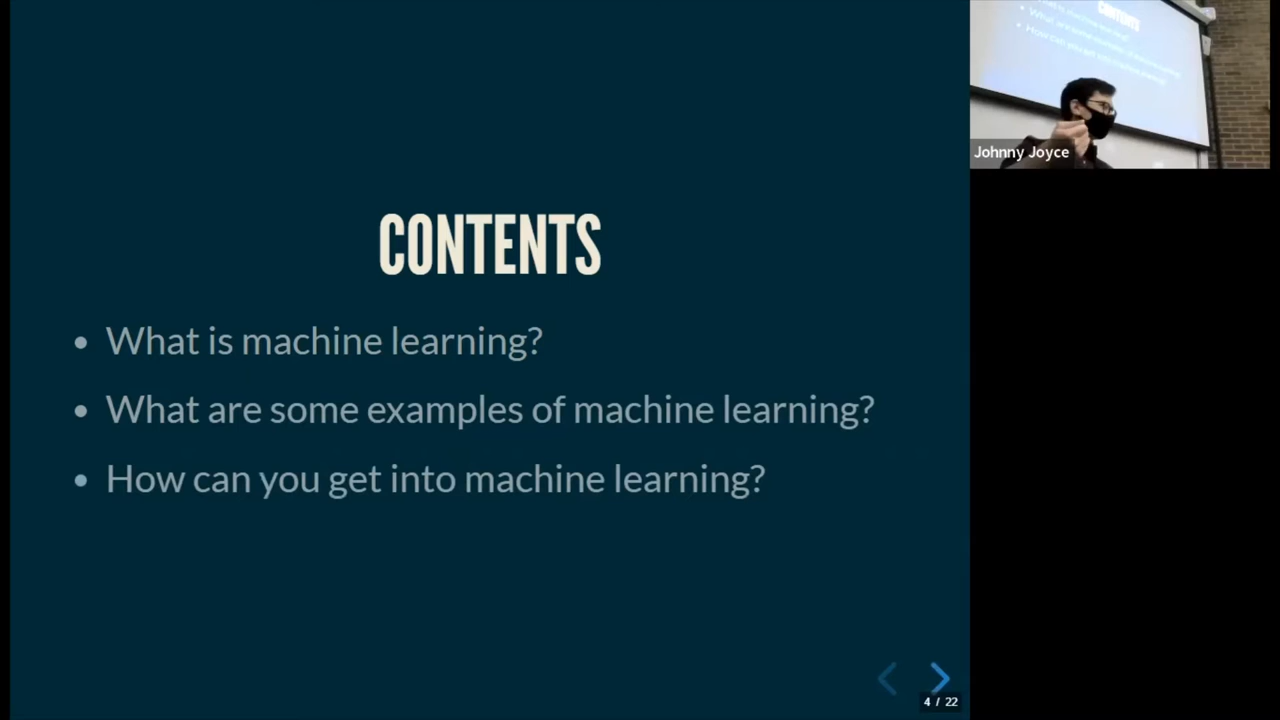 CONTENTS
• What is machine learning?
• What are some examples of machine learning?
• How can you get into machine learning?
4 / 22
CONTENTS
Johnny Joyce